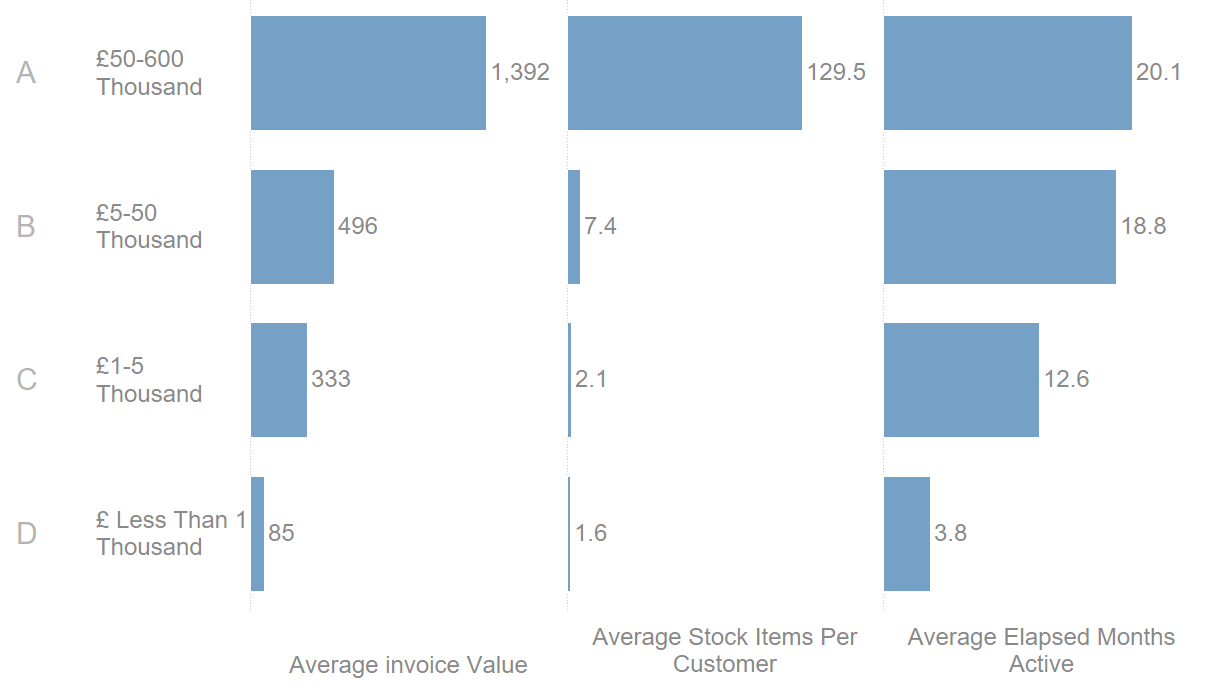 A
£50-600
Thousand
1,392
129.5
20.1
B
£5-50
Thousand
496
7.4
18.8
C
£1-5
Thousand
333
2.1
12.6
D
£ Less Than 1
Thousand
85
1.6
3.8
Average invoice Value
Average Stock Items Per
Customer
Average Elapsed Months
Active